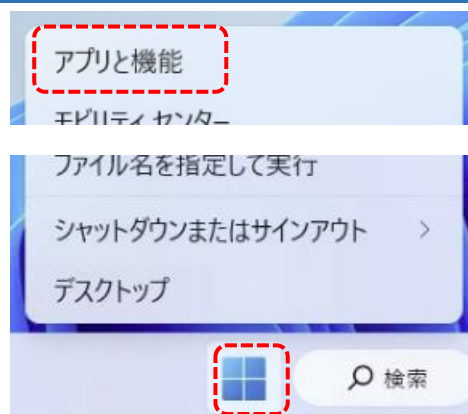 アプリと機能
モビリティ センター
ファイル名を指定して実行
シャットダウンまたはサインアウト
デスクトップ
検索